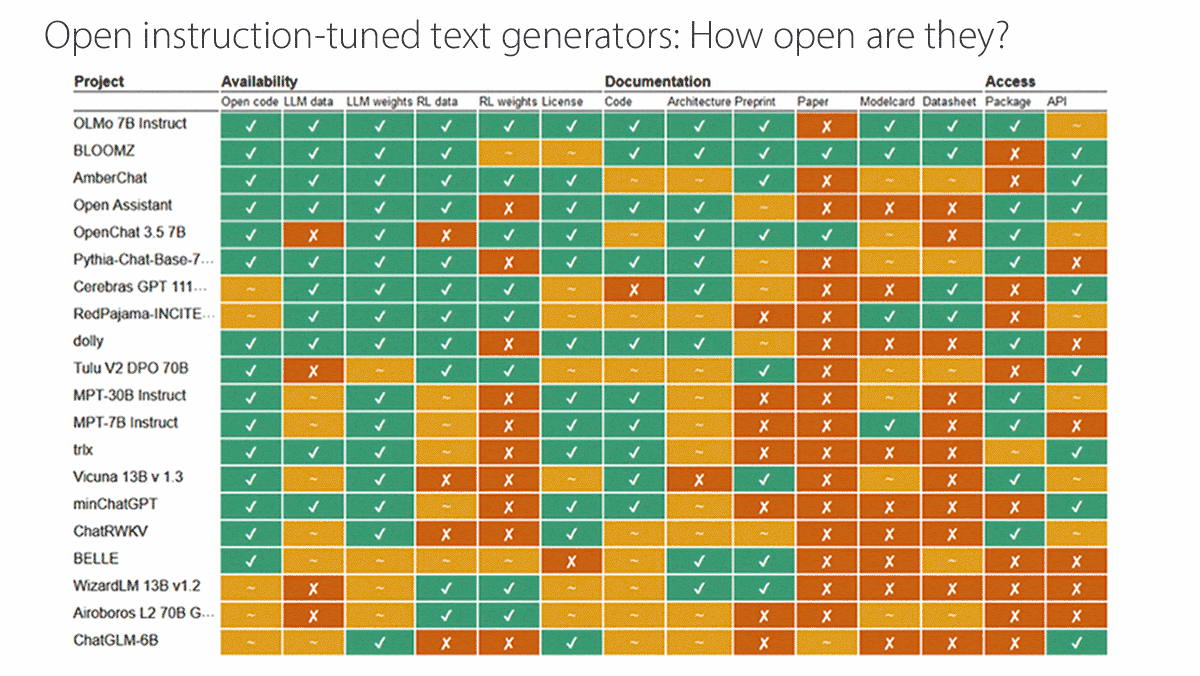 Open instruction-tuned text generators: How open are they?
Project Availability Documentation Access
Open code LLM data LLM weights RL data RL weights License Code Architecture Preprint Paper Modelcard Datasheet Package API
OLMo 7B Instruct ✓ ✓ ✓ ✓ ✓ ✓ ✓ ✓ ✓ ✗ ✓ ✓ ✓ ~
BLOOMZ ✓ ✓ ✓ ✓ ~ ~ ✓ ✓ ✓ ✓ ✓ ✓ ✗ ✓
AmberChat ✓ ✓ ✓ ✓ ✓ ✓ ~ ~ ✓ ✗ ~ ~ ✗ ✓
Open Assistant ✓ ✓ ✓ ✓ ✗ ✓ ✓ ✓ ~ ✗ ✗ ✗ ✓ ✓
OpenChat 3.5 7B ✓ ✗ ✓ ✗ ✓ ✓ ~ ✓ ✓ ✓ ~ ✗ ✓ ~
Pythia-Chat-Base-7... ✓ ✓ ✓ ✓ ✗ ✓ ✓ ✓ ~ ✗ ~ ~ ✓ ✗
Cerebras GPT 111... ~ ✓ ✓ ✓ ✓ ~ ✗ ✓ ~ ✗ ✗ ✓ ✗ ✓
RedPajama-INCITE... ~ ✓ ✓ ✓ ✓ ~ ~ ~ ✗ ✗ ✓ ✓ ✗ ~
dolly ✓ ✓ ✓ ✓ ✗ ✓ ✓ ✓ ~ ✗ ✗ ✗ ✓ ✗
Tulu V2 DPO 70B ✓ ✗ ~ ✓ ✓ ~ ~ ~ ✓ ✗ ~ ~ ✗ ✓
MPT-30B Instruct ✓ ~ ✓ ~ ✗ ✓ ✓ ~ ✗ ✗ ~ ✗ ✓ ~
MPT-7B Instruct ✓ ~ ✓ ~ ✗ ✓ ✓ ~ ✗ ✗ ✓ ✗ ✓ ✗
trlx ✓ ✓ ✓ ~ ✗ ✓ ✓ ~ ✗ ✗ ✗ ✗ ~ ✓
Vicuna 13B v 1.3 ✓ ~ ✓ ✗ ✗ ~ ✓ ✗ ✓ ✗ ~ ✗ ✓ ~
minChatGPT ✓ ✓ ✓ ~ ✗ ✓ ✓ ~ ✗ ✗ ✗ ✗ ✗ ✓
ChatRWKV ✓ ~ ✓ ✗ ✗ ✓ ~ ~ ~ ✗ ✗ ✗ ✓ ~
BELLE ✓ ~ ~ ~ ~ ✗ ~ ✓ ✓ ✗ ✗ ~ ✗ ✗
WizardLM 13B v1.2 ~ ✗ ~ ✓ ✓ ~ ~ ✓ ✓ ✗ ✗ ✗ ✗ ✗
Airoboros L2 70B G... ~ ✗ ~ ✓ ✓ ~ ~ ~ ✗ ✗ ~ ~ ✗ ✗
ChatGLM-6B ~ ~ ✓ ✗ ✗ ✓ ~ ~ ✗ ~ ✗ ✗ ✗ ✓